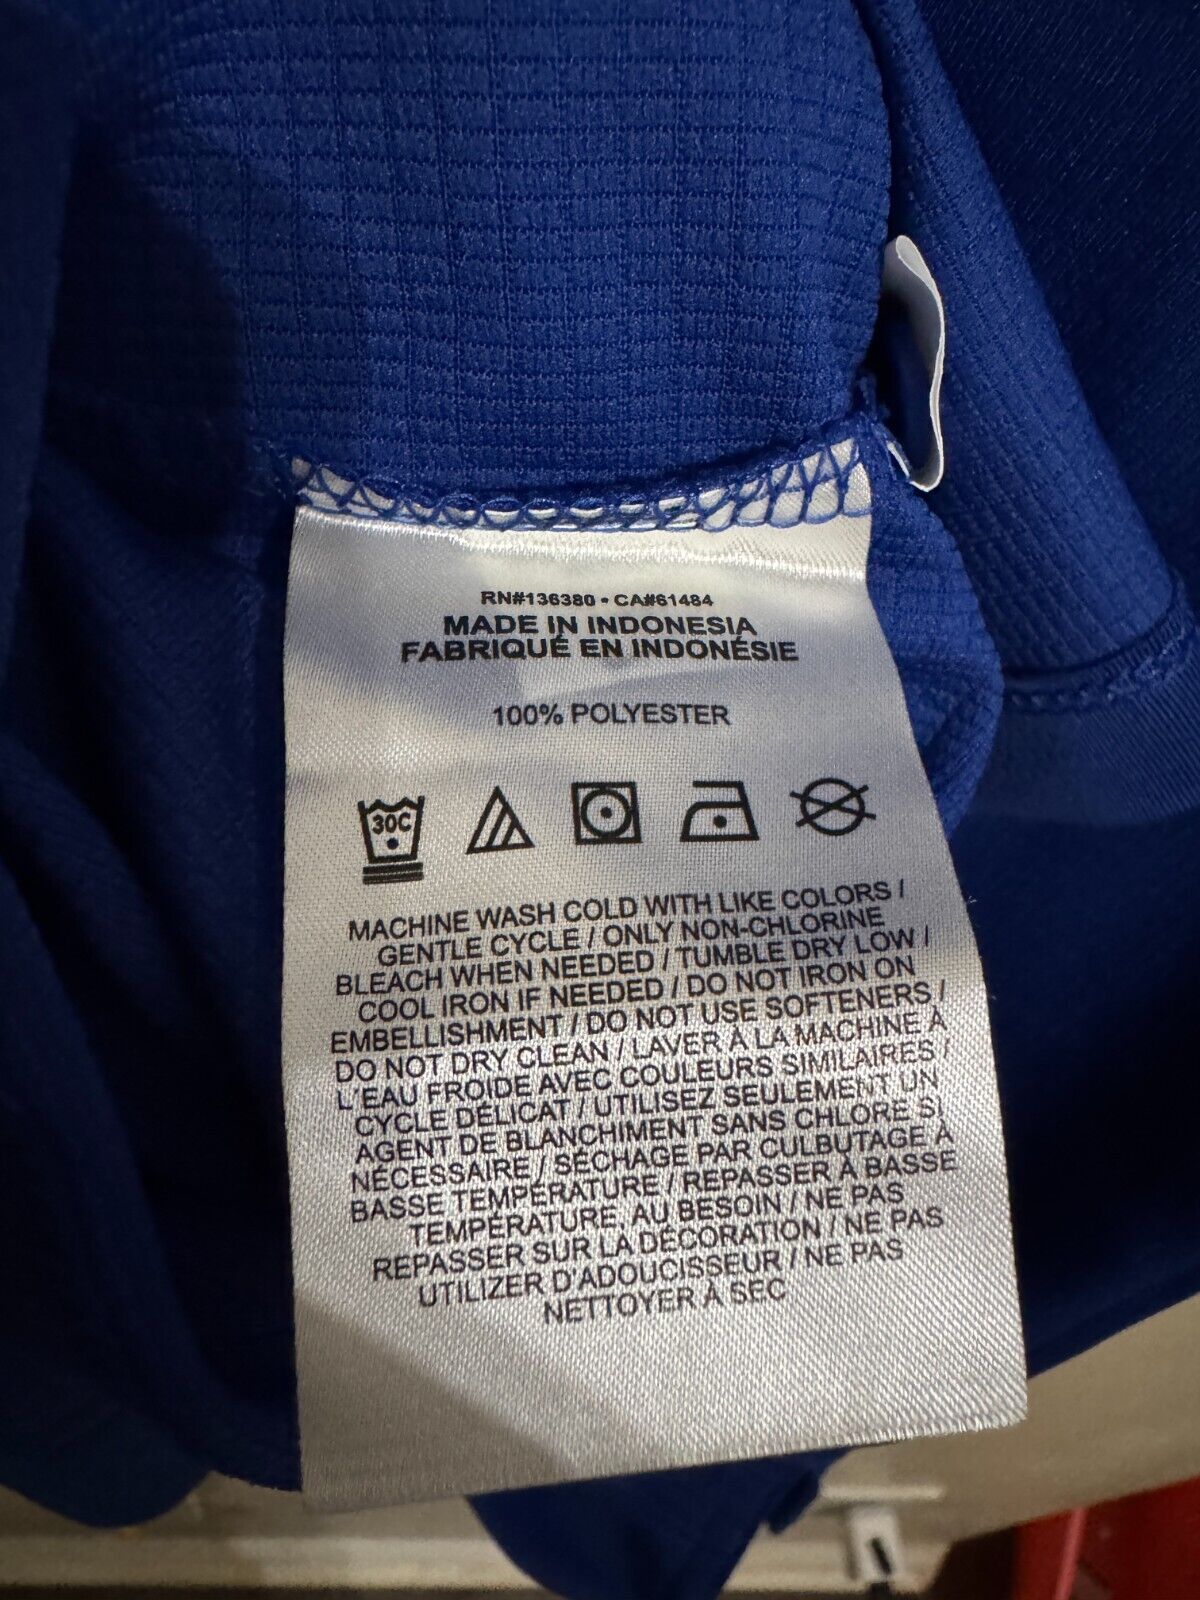 RN#136380 • CA#61484
MADE IN INDONESIA
FABRIQUÉ EN INDONÉSIE
100% POLYESTER
30C
MACHINE WASH COLD WITH LIKE COLORS /
GENTLE CYCLE / ONLY NON-CHLORINE
BLEACH WHEN NEEDED / TUMBLE DRY LOW /
COOL IRON IF NEEDED / DO NOT IRON ON
EMBELLISHMENT / DO NOT USE SOFTENERS /
DO NOT DRY CLEAN / LAVER À LA MACHINE À
L'EAU FROIDE AVEC COULEURS SIMILAIRES /
CYCLE DÉLICAT / UTILISEZ SEULEMENT UN
AGENT DE BLANCHIMENT SANS CHLORE SI
NÉCESSAIRE / SÉCHAGE PAR CULBUTAGE À
BASSE TEMPÉRATURE / REPASSER À BASSE
TEMPÉRATURE, AU BESOIN / NE PAS
REPASSER SUR LA DÉCORATION / NE PAS
UTILIZER D'ADOUCISSEUR / NE PAS
NETTOYER À SEC